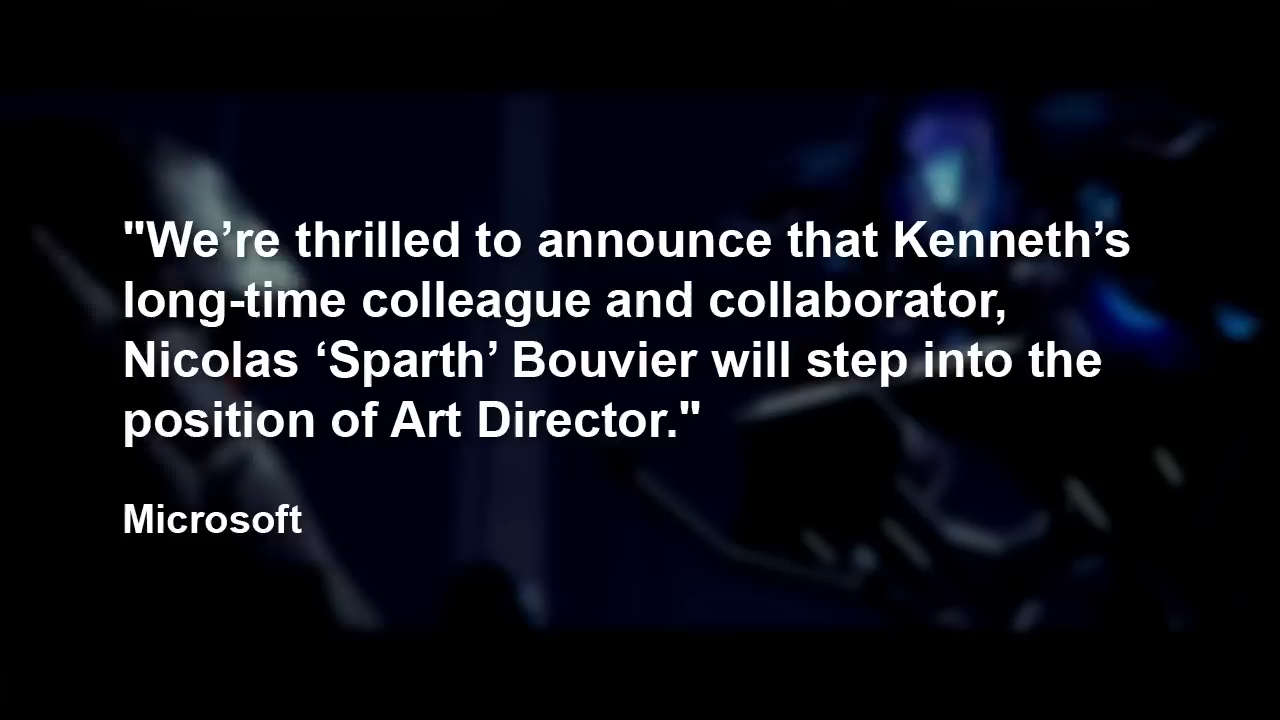 "We’re thrilled to announce that Kenneth’s
long-time colleague and collaborator,
Nicolas ‘Sparth’ Bouvier will step into the
position of Art Director."
Microsoft